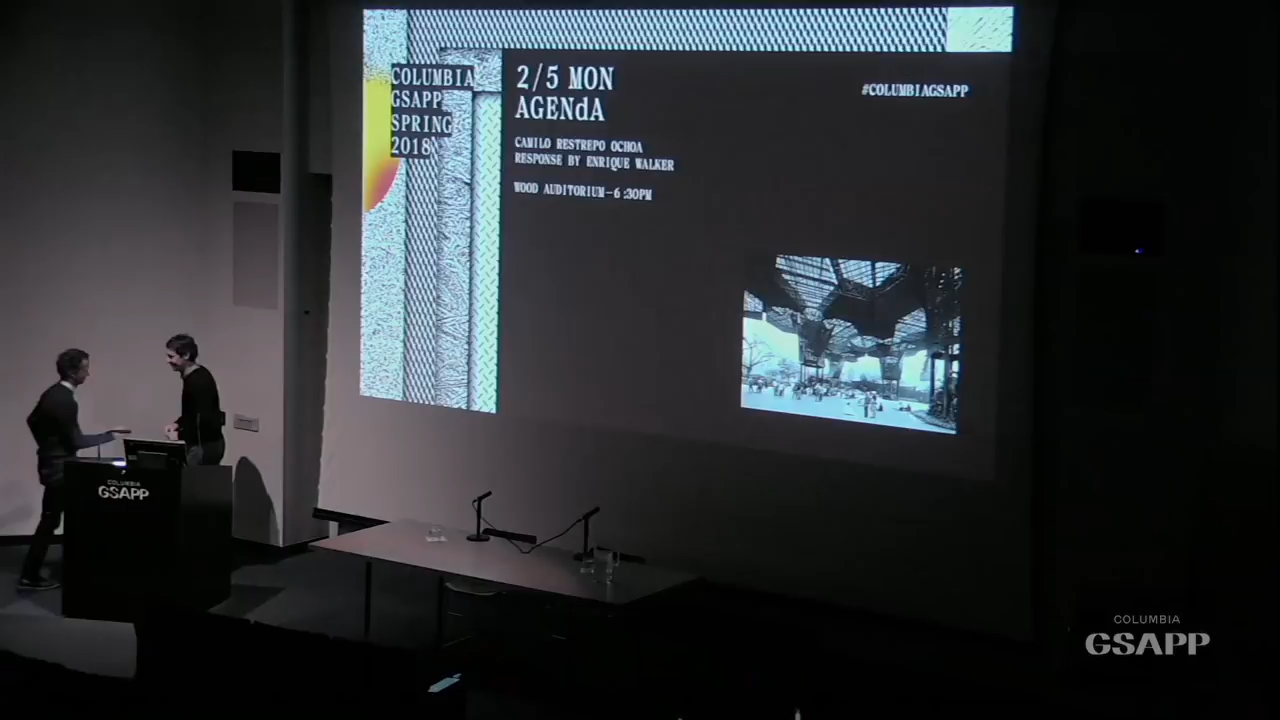 COLUMBIA
GSAPP
SPRING
2018
2/5 MON
AGENdA
CAMILO RESTREPO OCHOA
RESPONSE BY ENRIQUE WALKER
WOOD AUDITORIUM-6:30PM
#COLUMBIAGSAPP
COLUMBIA
GSAPP
COLUMBIA
GSAPP